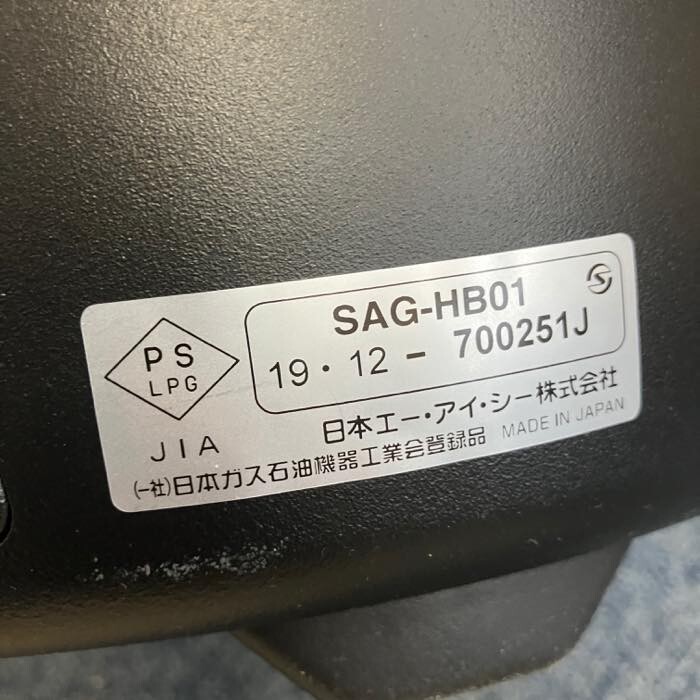 PS
LPG
JIA
SAG-HB01
19・12-700251J
日本エー・アイ・シー株式会社
(一社)日本ガス石油機器工業会登録品 MADE IN JAPAN